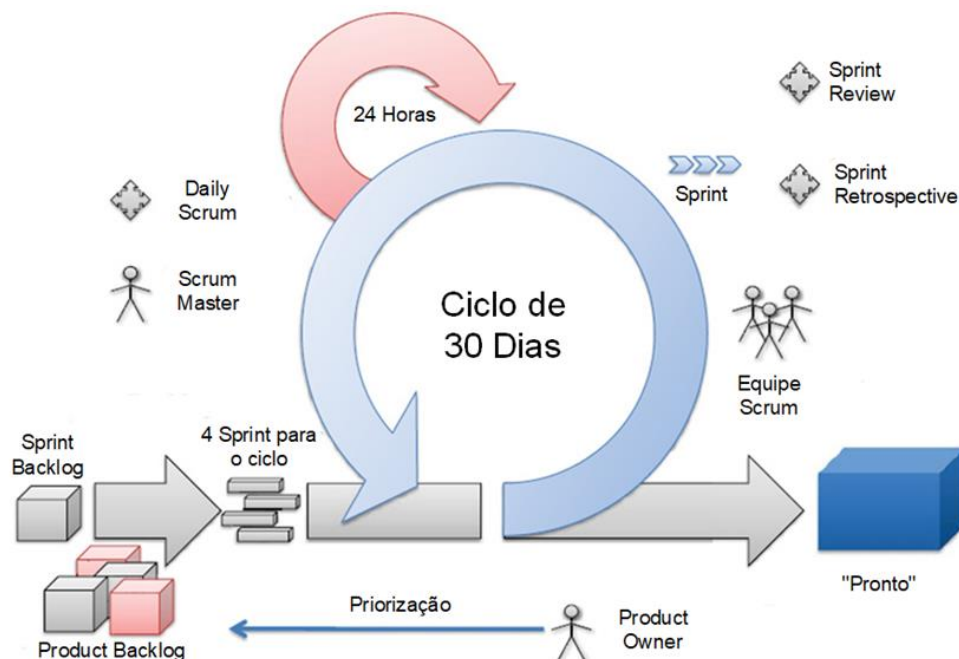 24 Horas
Sprint
Review
Sprint
Sprint
Retrospective
Daily
Scrum
Scrum
Master
Ciclo de
30 Dias
Equipe
Scrum
Sprint
Backlog
4 Sprint para
o ciclo
"Pronto"
Priorização
Product
Owner
Product Backlog